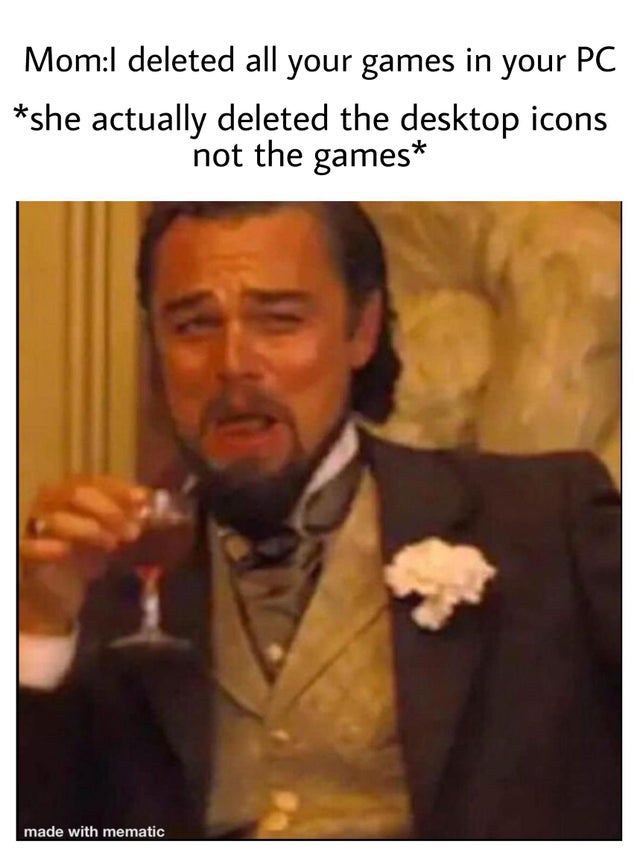 Mom:I deleted all your games in your PC
*she actually deleted the desktop icons
not the games*
made with mematic